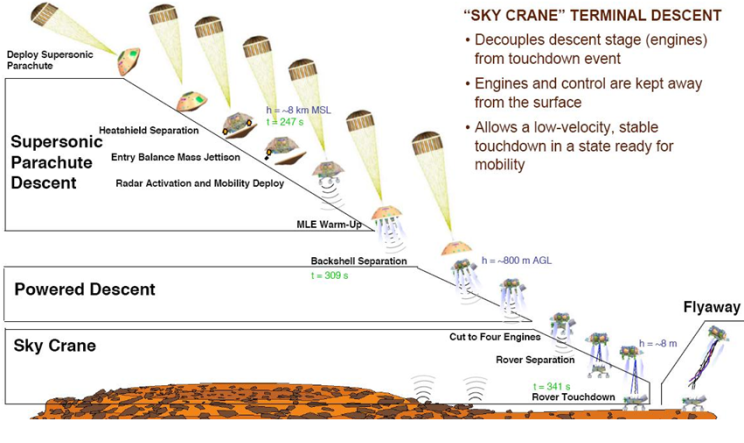 “SKY CRANE” TERMINAL DESCENT
• Decouples descent stage (engines)
from touchdown event
• Engines and control are kept away
from the surface
• Allows a low-velocity, stable
touchdown in a state ready for
mobility
Deploy Supersonic
Parachute
Supersonic
Parachute
Descent
Heatshield Separation
h = ~8 km MSL
t = 247 s
Entry Balance Mass Jettison
Radar Activation and Mobility Deploy
MLE Warm-Up
Backshell Separation
t = 309 s
h = ~800 m AGL
Powered Descent
Cut to Four Engines
Sky Crane
Rover Separation
h = ~8 m
t = 341 s
Rover Touchdown
Flyaway